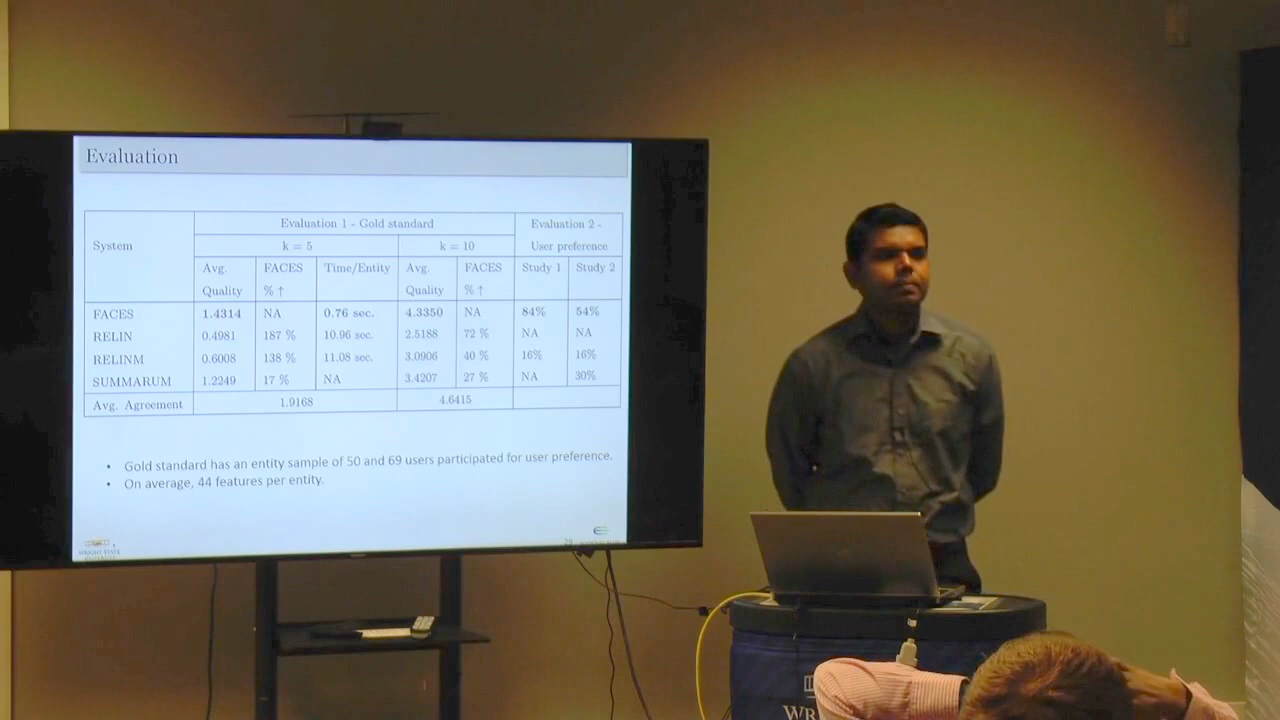 Evaluation
System
Evaluation 1 - Gold standard
Evaluation 2 -
User preference
k = 5
k = 10
Avg. Quality
FACES % ↑
Time/Entity
Avg. Quality
FACES % ↑
Study 1
Study 2
FACES 1.4314 NA 0.76 sec. 4.3350 NA 84% 54%
RELIN 0.4981 187 % 10.96 sec. 2.5188 72 % NA NA
RELINM 0.6008 138 % 11.08 sec. 3.0906 40 % 16% 16%
SUMMARUM 1.2249 17 % NA 3.4207 27 % NA 30%
Avg. Agreement 1.9168 4.6415
• Gold standard has an entity sample of 50 and 69 users participated for user preference.
• On average, 44 features per entity.
WRIGHT STATE
UNIVERSITY
29
WR